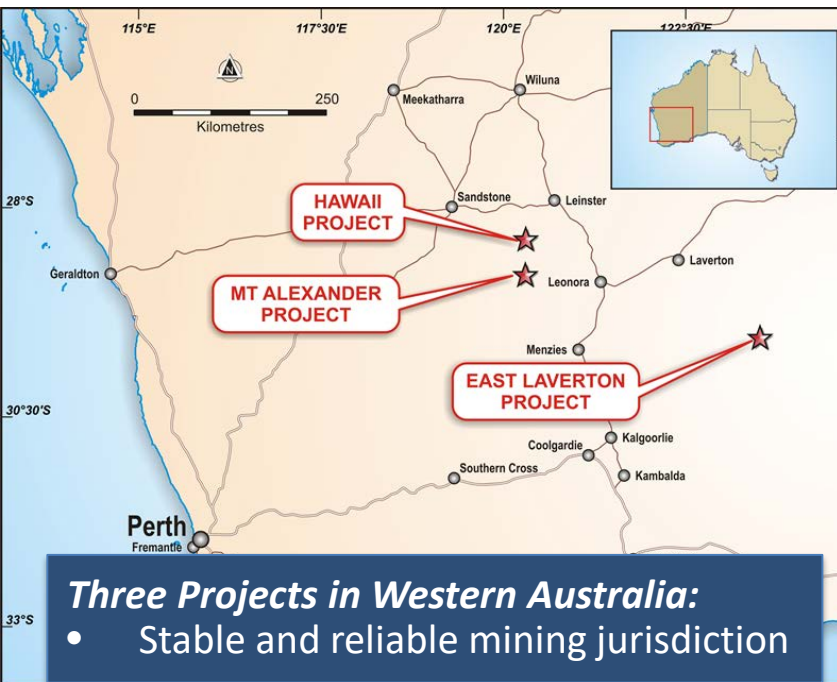 115°E
117°30'E
120°E
122°30'E
N
0
250
Kilometres
Meekatharra
Wiluna
28°S
HAWAII
PROJECT
Sandstone
Leinster
Geraldton
MT ALEXANDER
PROJECT
Leonora
Laverton
Menzies
EAST LAVERTON
PROJECT
30°30'S
Coolgardie
Kalgoorlie
Southern Cross
Kambalda
Perth
Fremantle
33°S
Three Projects in Western Australia:
• Stable and reliable mining jurisdiction